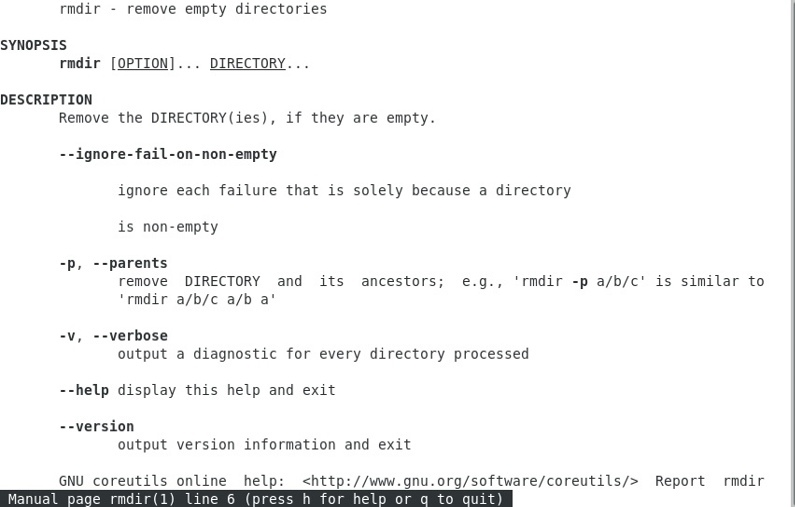 rmdir - remove empty directories
SYNOPSIS
rmdir [OPTION]... DIRECTORY...
DESCRIPTION
Remove the DIRECTORY(ies), if they are empty.
--ignore-fail-on-non-empty
ignore each failure that is solely because a directory
is non-empty
-p, --parents
remove DIRECTORY and its ancestors; e.g., 'rmdir -p a/b/c' is similar to
'rmdir a/b/c a/b a'
-v, --verbose
output a diagnostic for every directory processed
--help display this help and exit
--version
output version information and exit
GNU coreutils online help: <http://www.gnu.org/software/coreutils/> Report rmdir
Manual page rmdir(1) line 6 (press h for help or q to quit)